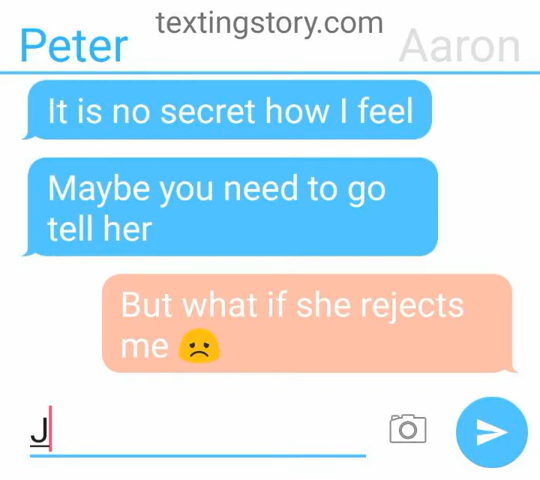 textingstory.com
Peter
Aaron
It is no secret how I feel
Maybe you need to go
tell her
But what if she rejects
me ☹️
J